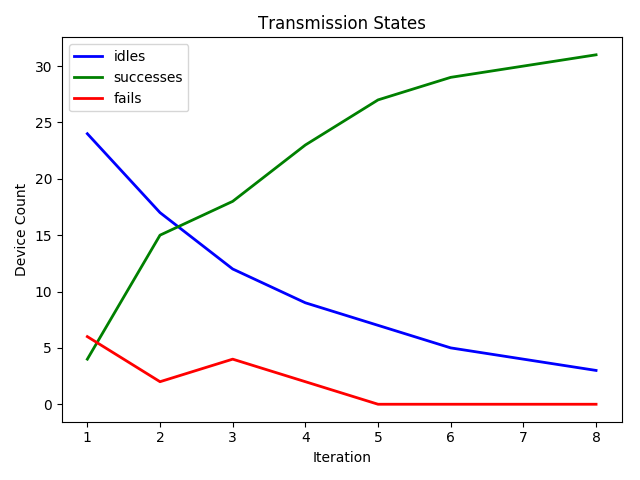 Transmission States
idles
successes
fails
Device Count
30
25
20
15
10
5
0
1 2 3 4 5 6 7 8
Iteration